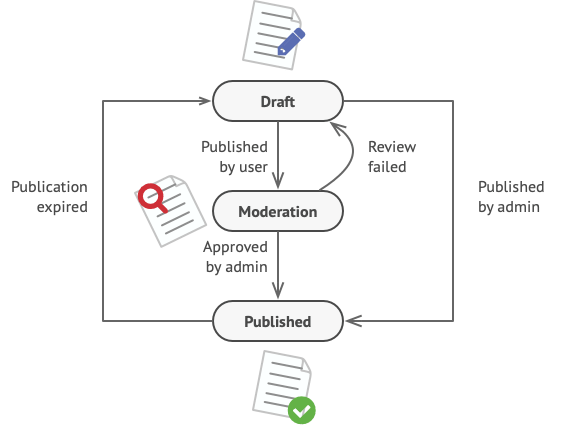 Draft
Published
by user
Review
failed
Publication
expired
Published
by admin
Moderation
Approved
by admin
Published